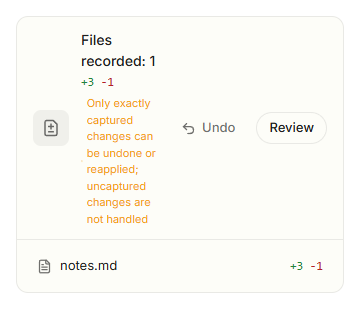 Files
recorded: 1
+3 -1
Only exactly
captured
changes can
be undone or
reapplied;
uncaptured
changes are
not handled
Undo
Review
notes.md
+3 -1